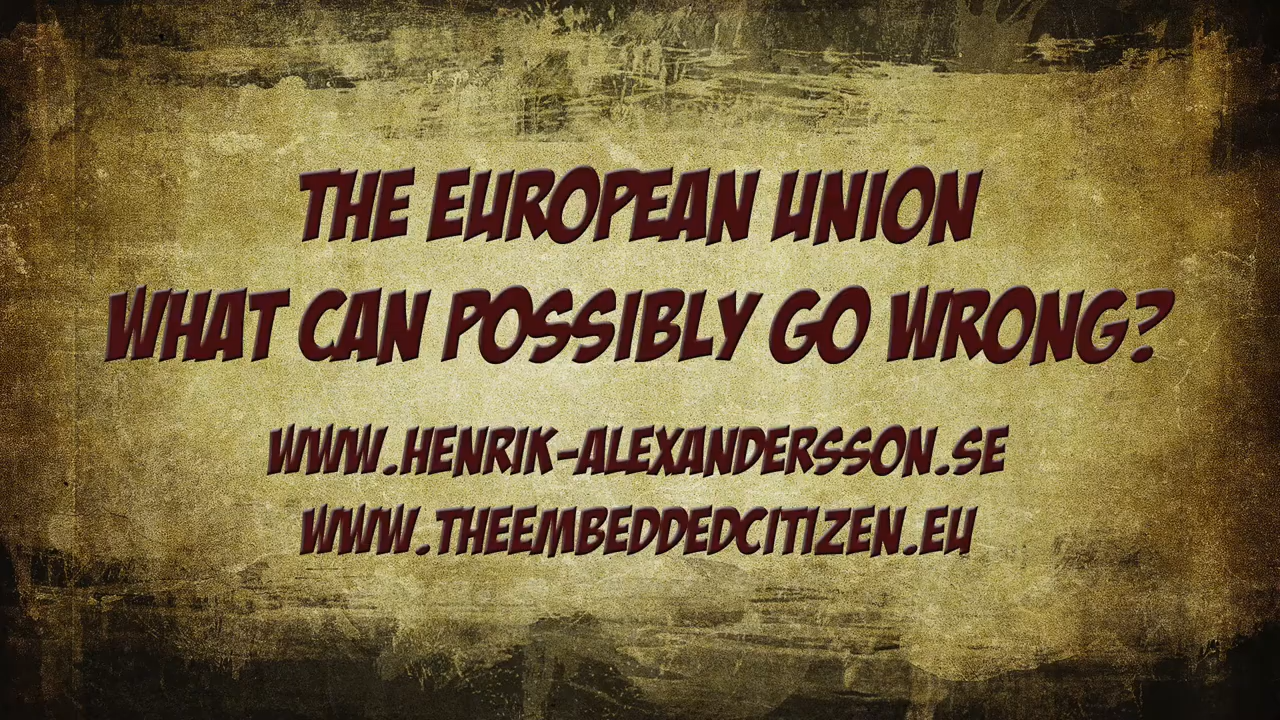 THE EUROPEAN UNION
WHAT CAN POSSIBLY GO WRONG?
WWW.HENRIK-ALEXANDERSSON.SE
WWW.THEEMBEDDEDCITIZEN.EU